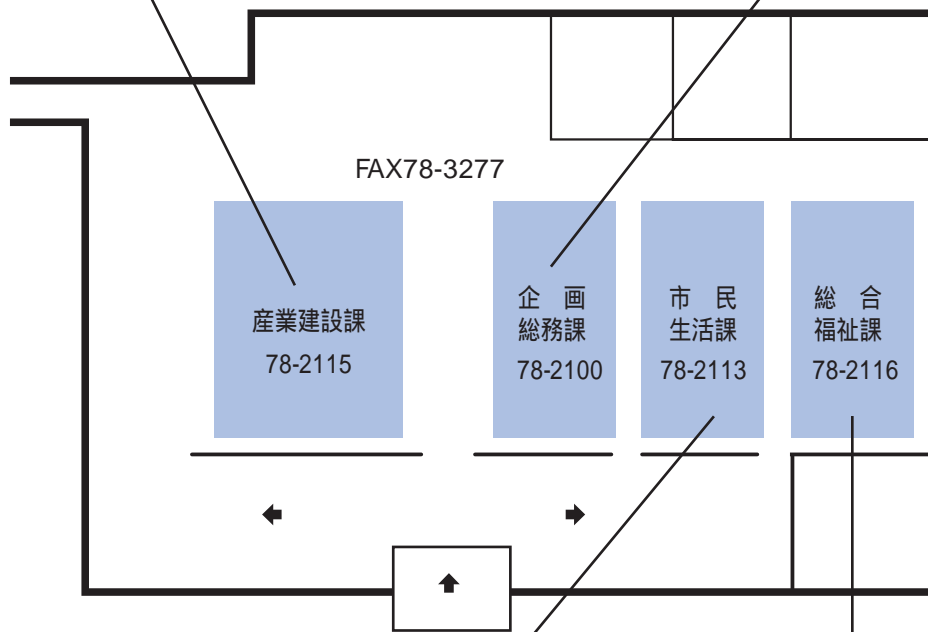 FAX78-3277
産業建設課
78-2115
企　画
総務課
78-2100
市　民
生活課
78-2113
総　合
福祉課
78-2116